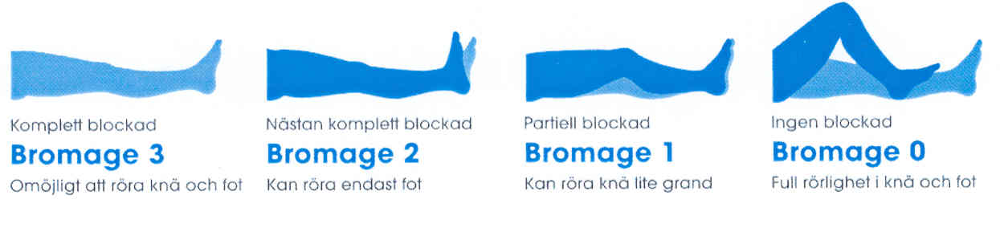 Komplett blockad
Bromage 3
Omöjligt att röra knä och fot
Nästan komplett blockad
Bromage 2
Kan röra endast fot
Partiell blockad
Bromage 1
Kan röra knä lite grand
Ingen blockad
Bromage 0
Full rörlighet i knä och fot